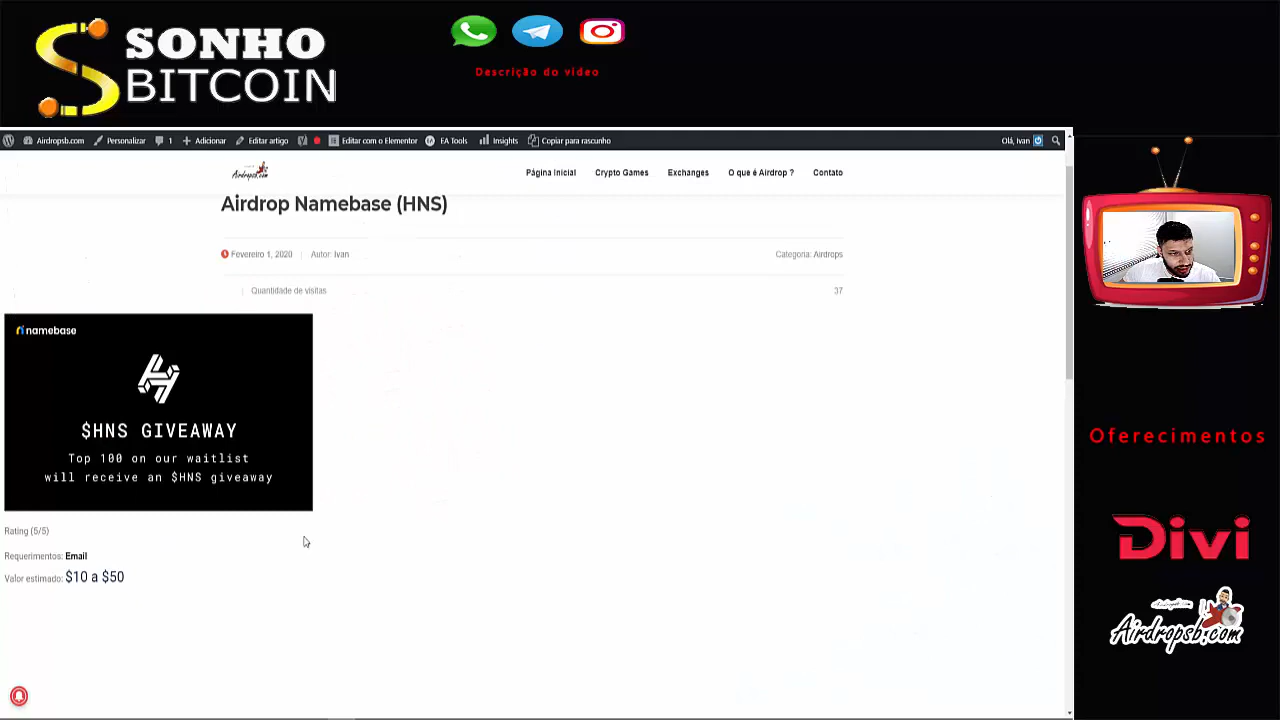 SONHO
BITCOIN
Descrição do vídeo
Airdropsb.com
Personalizar
1
Adicionar
Editar artigo
Editar com o Elementor
EA Tools
Insights
Copiar para rascunho
Olá, Ivan
Airdropsb.com
Página Inicial
Crypto Games
Exchanges
O que é Airdrop ?
Contato
Airdrop Namebase (HNS)
Fevereiro 1, 2020
Autor: Ivan
Categoria: Airdrops
Quantidade de visitas
37
namebase
$HNS GIVEAWAY
Top 100 on our waitlist
will receive an $HNS giveaway
Rating (5/5)
Requerimentos: Email
Valor estimado: $10 a $50
Oferecimentos
Divi
Airdropsb.com